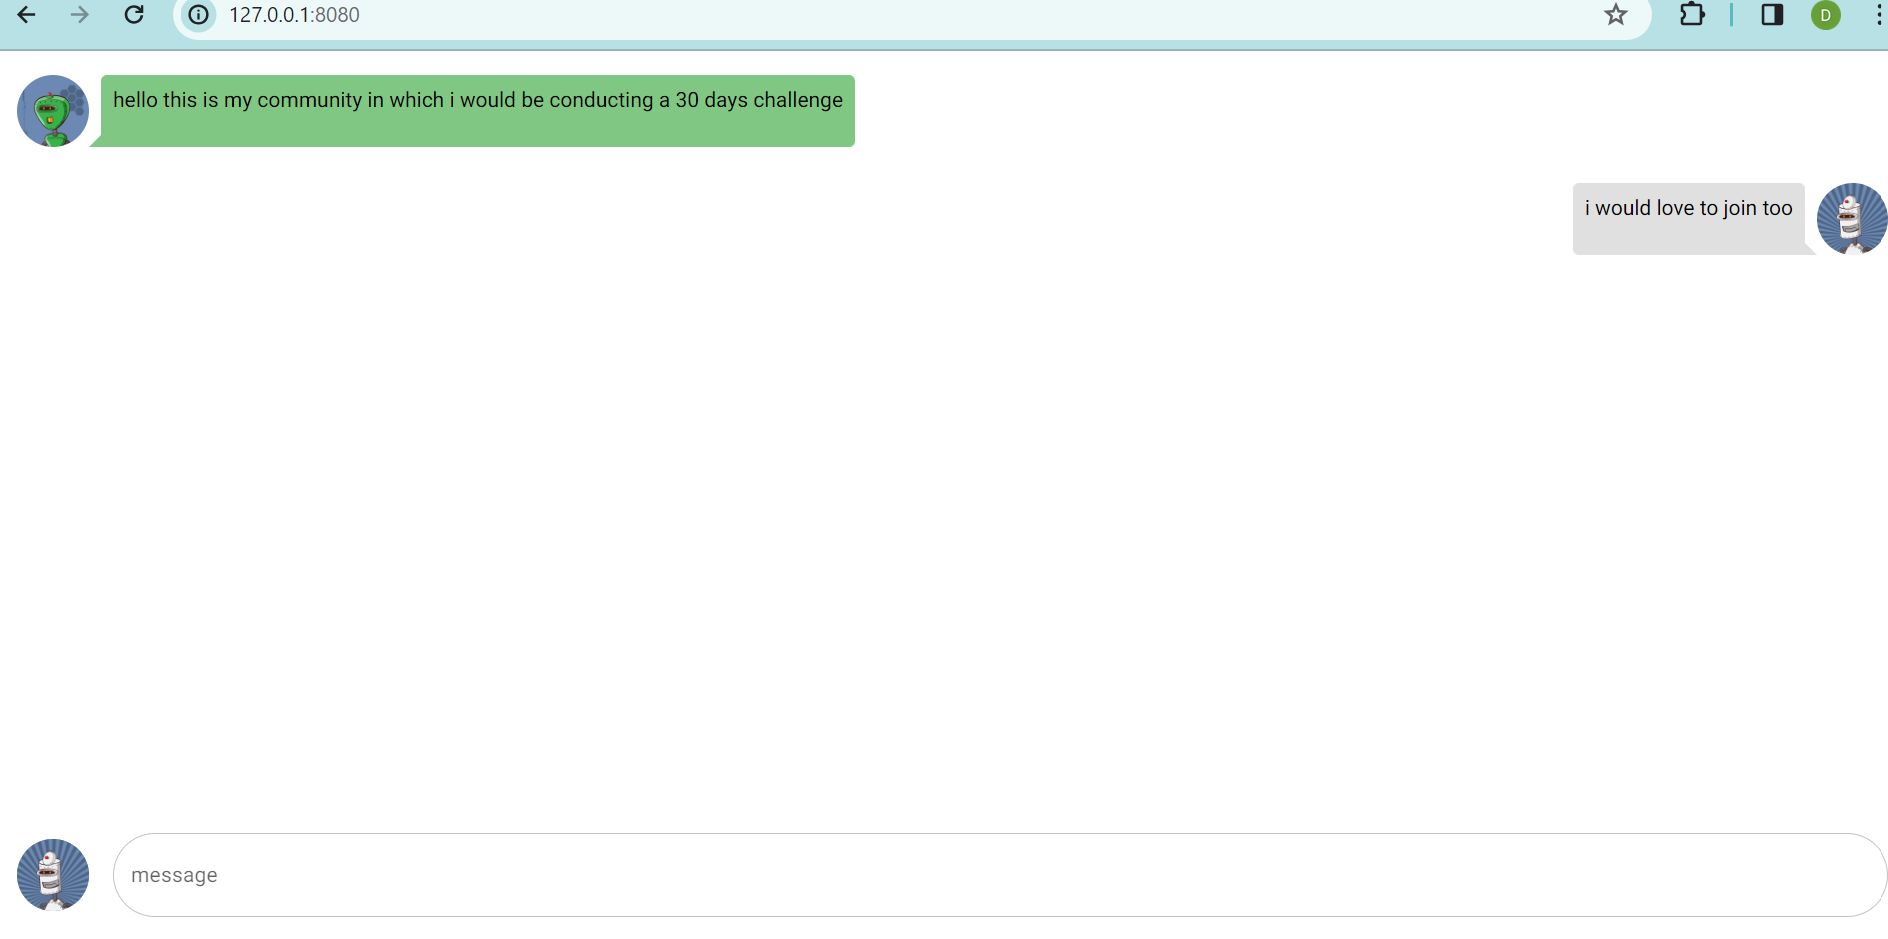 127.0.0.1:8080
D
hello this is my community in which i would be conducting a 30 days challenge
i would love to join too
message